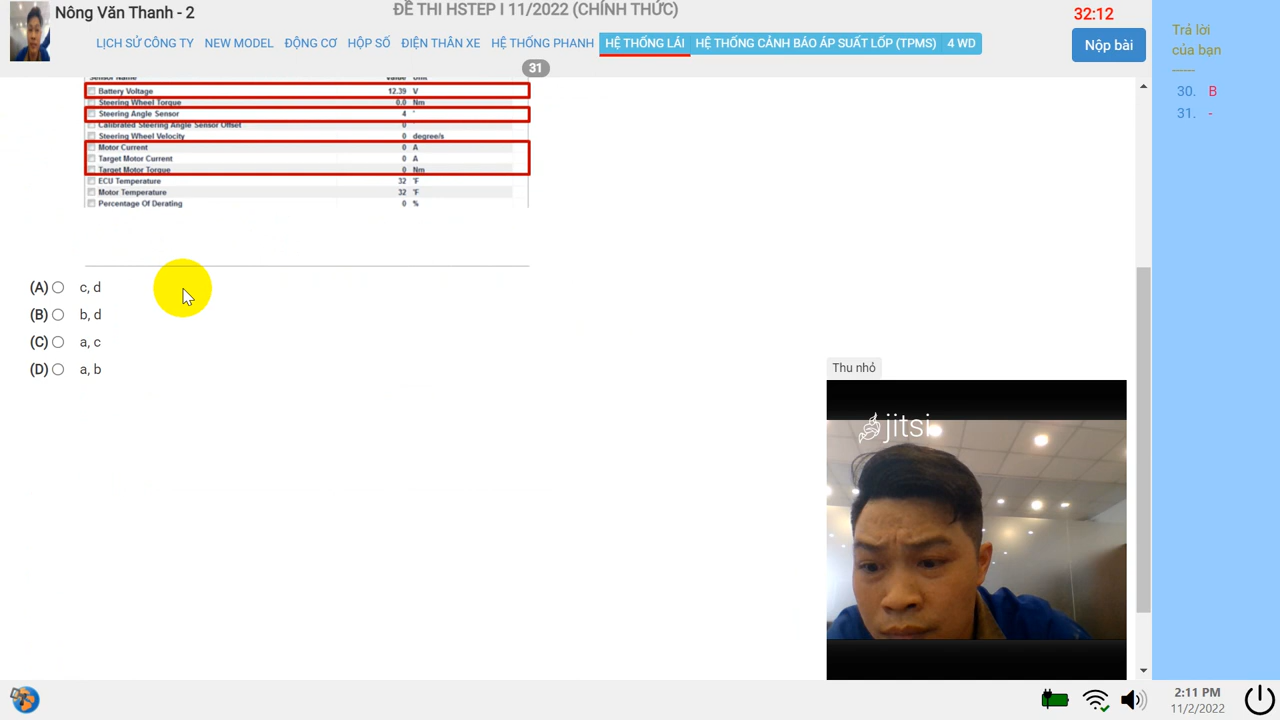 Nông Văn Thanh - 2
ĐỀ THI HSTEP I 11/2022 (CHÍNH THỨC)
32:12
Nộp bài
LỊCH SỬ CÔNG TY NEW MODEL ĐỘNG CƠ HỘP SỐ ĐIỆN THÂN XE HỆ THỐNG PHANH HỆ THỐNG LÁI HỆ THỐNG CẢNH BÁO ÁP SUẤT LỐP (TPMS) 4 WD
31
Trả lời
của bạn
------
30. B
31. -
Sensor Name Value Unit
Battery Voltage 12.39 V
Steering Wheel Torque 0.0 Nm
Steering Angle Sensor 4 °
Calibrated Steering Angle Sensor Offset 0
Steering Wheel Velocity 0 degree/s
Motor Current 0 A
Target Motor Current 0 A
Target Motor Torque 0 Nm
ECU Temperature 32 °F
Motor Temperature 32 °F
Percentage Of Derating 0 %
(A) c, d
(B) b, d
(C) a, c
(D) a, b
Thu nhỏ
jitsi
2:11 PM
11/2/2022